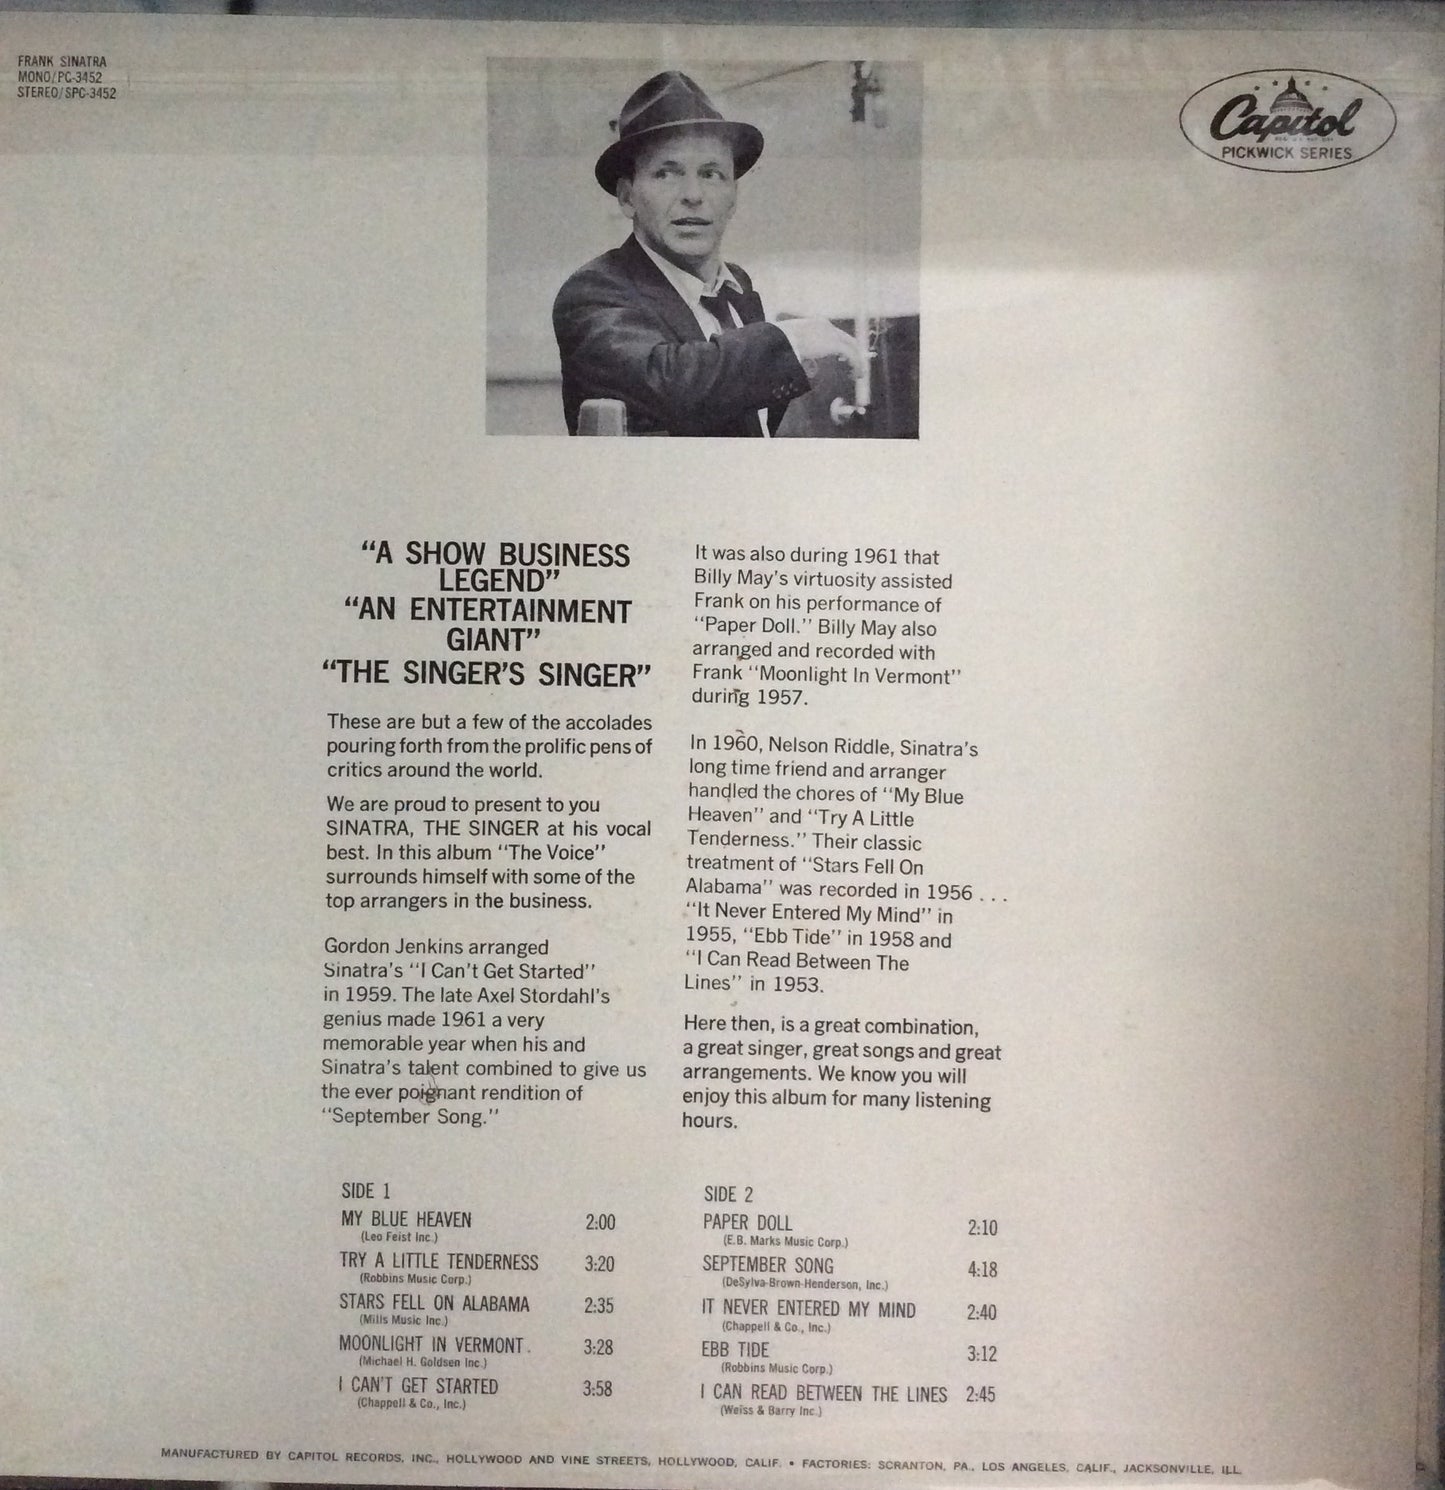 FRANK SINATRA
MONO/PC-3452
STEREO/SPC-3452
Capitol
PICKWICK SERIES
“A SHOW BUSINESS
LEGEND”
“AN ENTERTAINMENT
GIANT”
“THE SINGER’S SINGER”
These are but a few of the accolades
pouring forth from the prolific pens of
critics around the world.
We are proud to present to you
SINATRA, THE SINGER at his vocal
best. In this album “The Voice”
surrounds himself with some of the
top arrangers in the business.
Gordon Jenkins arranged
Sinatra’s “I Can’t Get Started”
in 1959. The late Axel Stordahl’s
genius made 1961 a very
memorable year when his and
Sinatra’s talent combined to give us
the ever poignant rendition of
“September Song.”
It was also during 1961 that
Billy May’s virtuosity assisted
Frank on his performance of
“Paper Doll.” Billy May also
arranged and recorded with
Frank “Moonlight In Vermont”
during 1957.
In 1960, Nelson Riddle, Sinatra’s
long time friend and arranger
handled the chores of “My Blue
Heaven” and “Try A Little
Tenderness.” Their classic
treatment of “Stars Fell On
Alabama” was recorded in 1956 . . .
“It Never Entered My Mind” in
1955, “Ebb Tide” in 1958 and
“I Can Read Between The
Lines” in 1953.
Here then, is a great combination,
a great singer, great songs and great
arrangements. We know you will
enjoy this album for many listening
hours.
SIDE 1
MY BLUE HEAVEN 2:00
(Leo Feist Inc.)
TRY A LITTLE TENDERNESS 3:20
(Robbins Music Corp.)
STARS FELL ON ALABAMA 2:35
(Mills Music Inc.)
MOONLIGHT IN VERMONT 3:28
(Michael H. Goldsen Inc.)
I CAN’T GET STARTED 3:58
(Chappell & Co., Inc.)
SIDE 2
PAPER DOLL 2:10
(E.B. Marks Music Corp.)
SEPTEMBER SONG 4:18
(DeSylva-Brown-Henderson, Inc.)
IT NEVER ENTERED MY MIND 2:40
(Chappell & Co., Inc.)
EBB TIDE 3:12
(Robbins Music Corp.)
I CAN READ BETWEEN THE LINES 2:45
(Weiss & Barry Inc.)
MANUFACTURED BY CAPITOL RECORDS, INC., HOLLYWOOD AND VINE STREETS, HOLLYWOOD, CALIF. • FACTORIES: SCRANTON, PA., LOS ANGELES, CALIF., JACKSONVILLE, ILL.